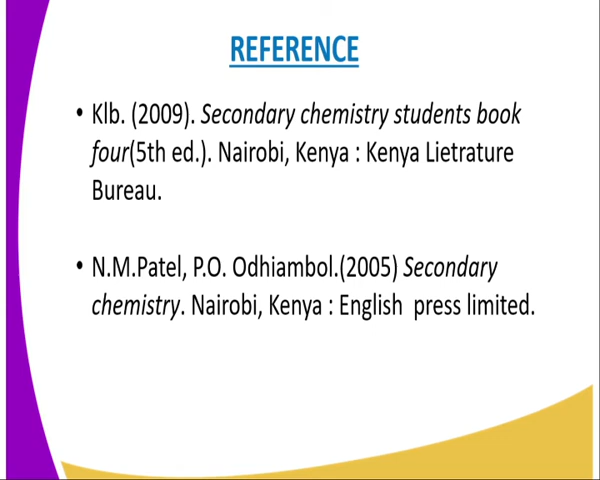 REFERENCE
• Klb. (2009). Secondary chemistry students book
four(5th ed.). Nairobi, Kenya : Kenya Lietrature
Bureau.
• N.M.Patel, P.O. Odhiambol.(2005) Secondary
chemistry. Nairobi, Kenya : English  press limited.